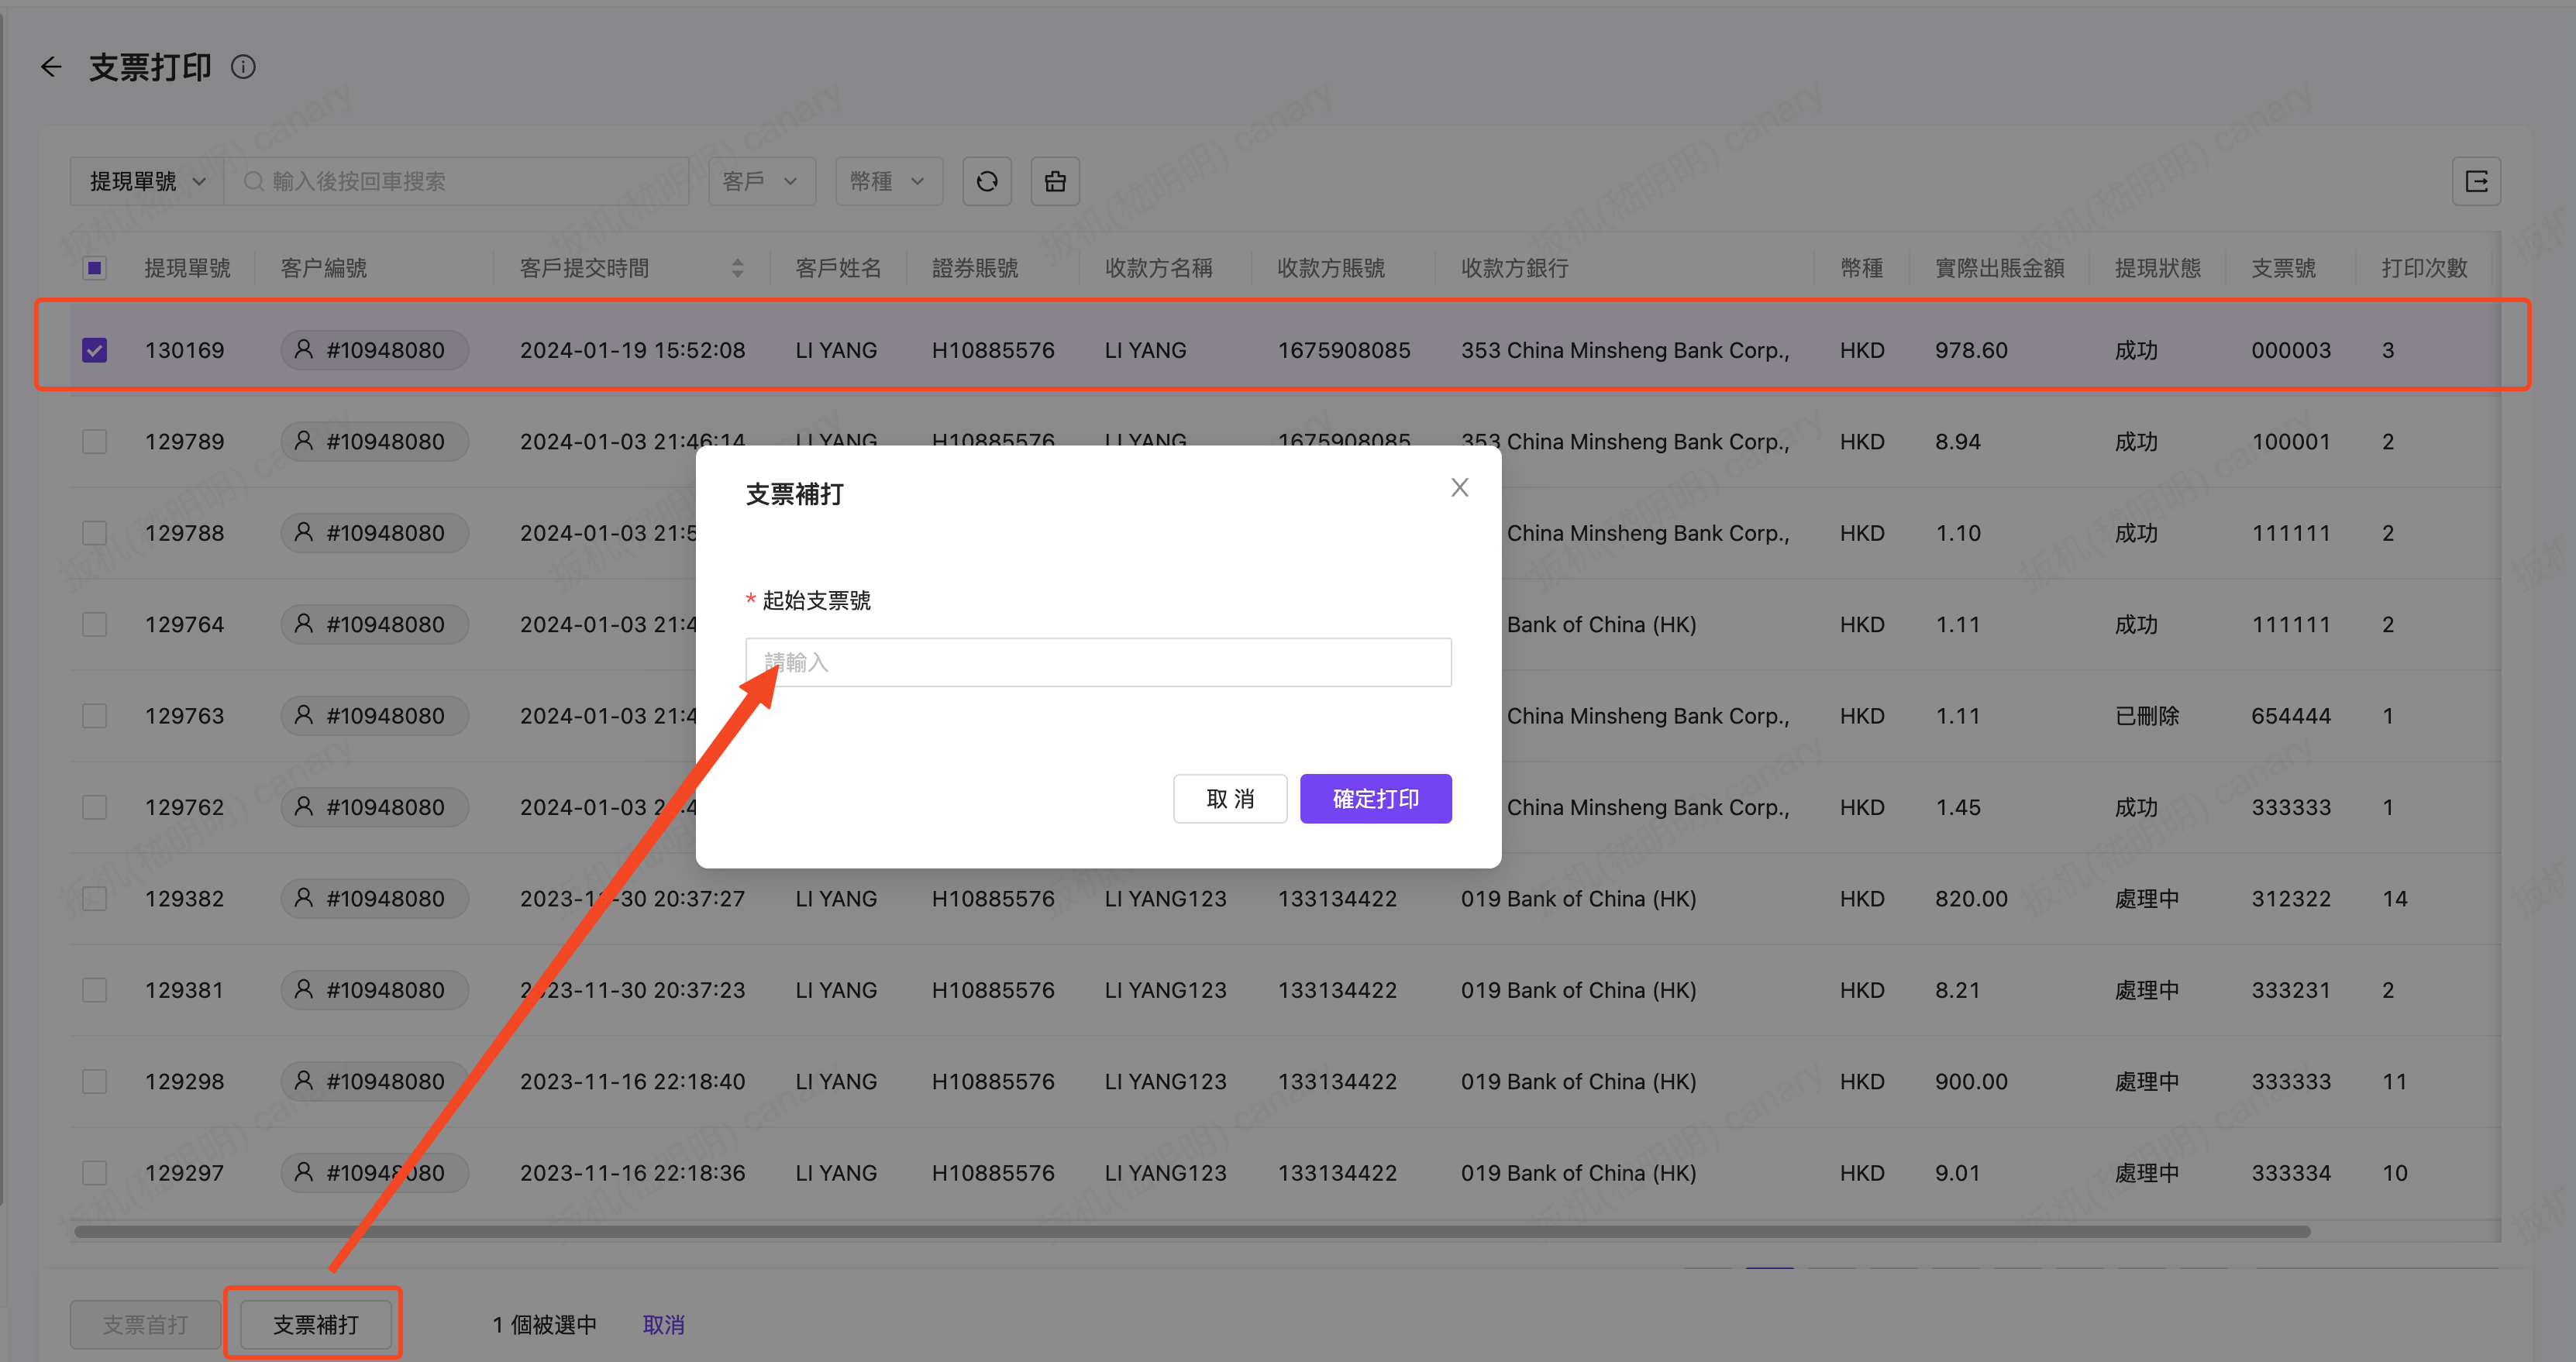 支票打印
提現單號 輸入後按回車搜索 客戶 幣種
提現單號 客户編號 客戶提交時間 客戶姓名 證券賬號 收款方名稱 收款方賬號 收款方銀行 幣種 實際出賬金額 提現狀態 支票號 打印次數
130169 #10948080 2024-01-19 15:52:08 LI YANG H10885576 LI YANG 1675908085 353 China Minsheng Bank Corp., HKD 978.60 成功 000003 3
129789 #10948080 2024-01-03 21:46:14 LI YANG H10885576 LI YANG 1675908085 353 China Minsheng Bank Corp., HKD 8.94 成功 100001 2
129788 #10948080 2024-01-03 21:5 China Minsheng Bank Corp., HKD 1.10 成功 111111 2
129764 #10948080 2024-01-03 21:4 Bank of China (HK) HKD 1.11 成功 111111 2
129763 #10948080 2024-01-03 21:4 China Minsheng Bank Corp., HKD 1.11 已刪除 654444 1
129762 #10948080 2024-01-03 21:4 China Minsheng Bank Corp., HKD 1.45 成功 333333 1
129382 #10948080 2023-11-30 20:37:27 LI YANG H10885576 LI YANG123 133134422 019 Bank of China (HK) HKD 820.00 處理中 312322 14
129381 #10948080 2023-11-30 20:37:23 LI YANG H10885576 LI YANG123 133134422 019 Bank of China (HK) HKD 8.21 處理中 333231 2
129298 #10948080 2023-11-16 22:18:40 LI YANG H10885576 LI YANG123 133134422 019 Bank of China (HK) HKD 900.00 處理中 333333 11
129297 #10948080 2023-11-16 22:18:36 LI YANG H10885576 LI YANG123 133134422 019 Bank of China (HK) HKD 9.01 處理中 333334 10
支票補打
* 起始支票號
請輸入
取 消 確定打印
支票首打 支票補打 1 個被選中 取消
扳机(嵇明明) canary